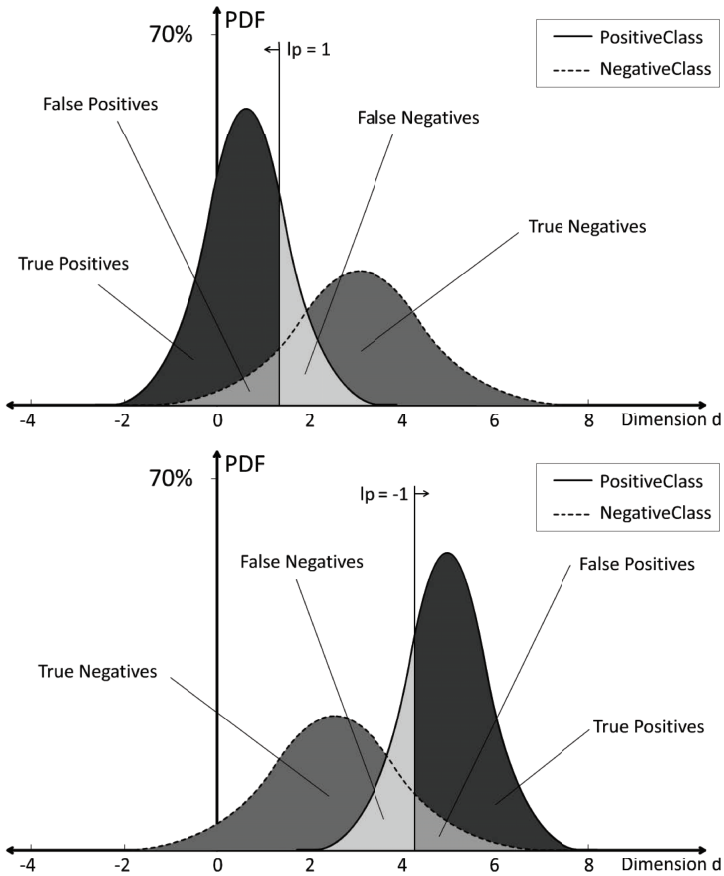 PDF
70%
lp = 1
PositiveClass
NegativeClass
False Positives
False Negatives
True Negatives
True Positives
-4 -2 0 2 4 6 8 Dimension d
PDF
70%
lp = -1
PositiveClass
NegativeClass
False Negatives
False Positives
True Negatives
True Positives
-4 -2 0 2 4 6 8 Dimension d